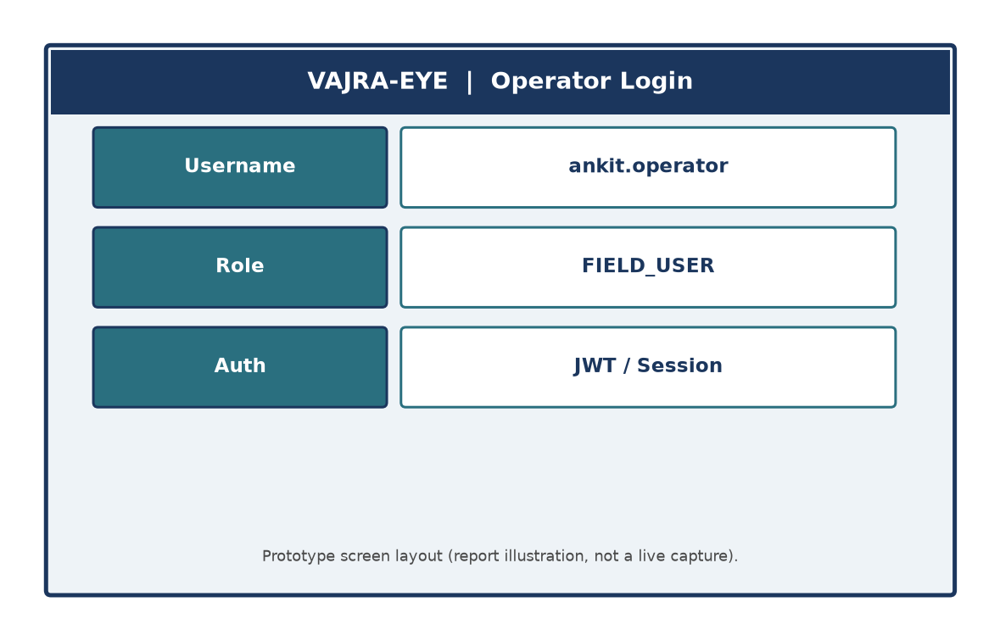 VAJRA-EYE | Operator Login
Username
ankit.operator
Role
FIELD_USER
Auth
JWT / Session
Prototype screen layout (report illustration, not a live capture).